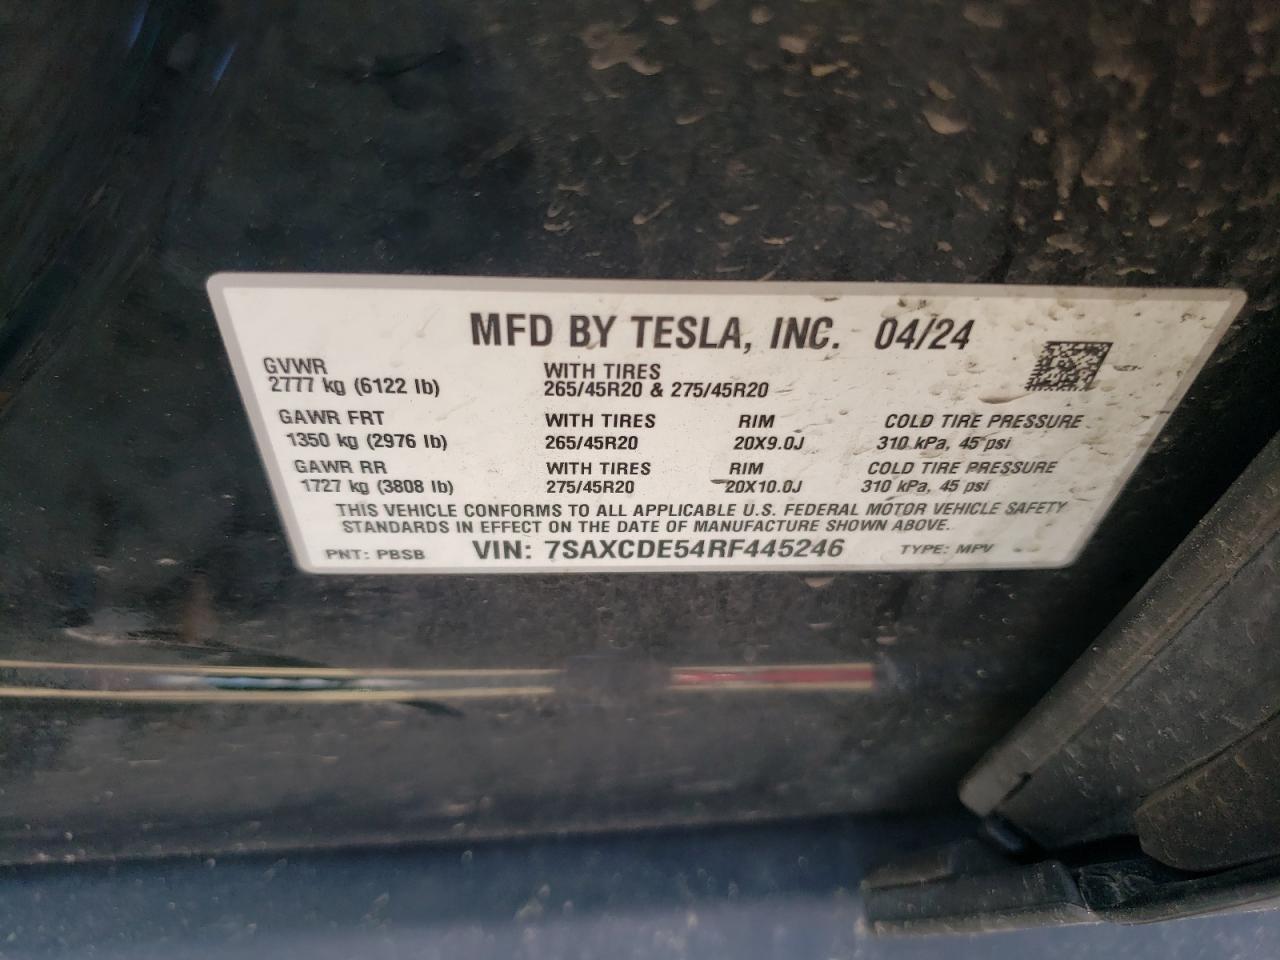 MFD BY TESLA, INC. 04/24
GVWR
2777 kg (6122 lb)
WITH TIRES
265/45R20 & 275/45R20
GAWR FRT WITH TIRES RIM COLD TIRE PRESSURE
1350 kg (2976 lb) 265/45R20 20X9.0J 310 kPa, 45 psi
GAWR RR WITH TIRES RIM COLD TIRE PRESSURE
1727 kg (3808 lb) 275/45R20 20X10.0J 310 kPa, 45 psi
THIS VEHICLE CONFORMS TO ALL APPLICABLE U.S. FEDERAL MOTOR VEHICLE SAFETY
STANDARDS IN EFFECT ON THE DATE OF MANUFACTURE SHOWN ABOVE.
PNT: PBSB VIN: 7SAXCDE54RF445246 TYPE: MPV